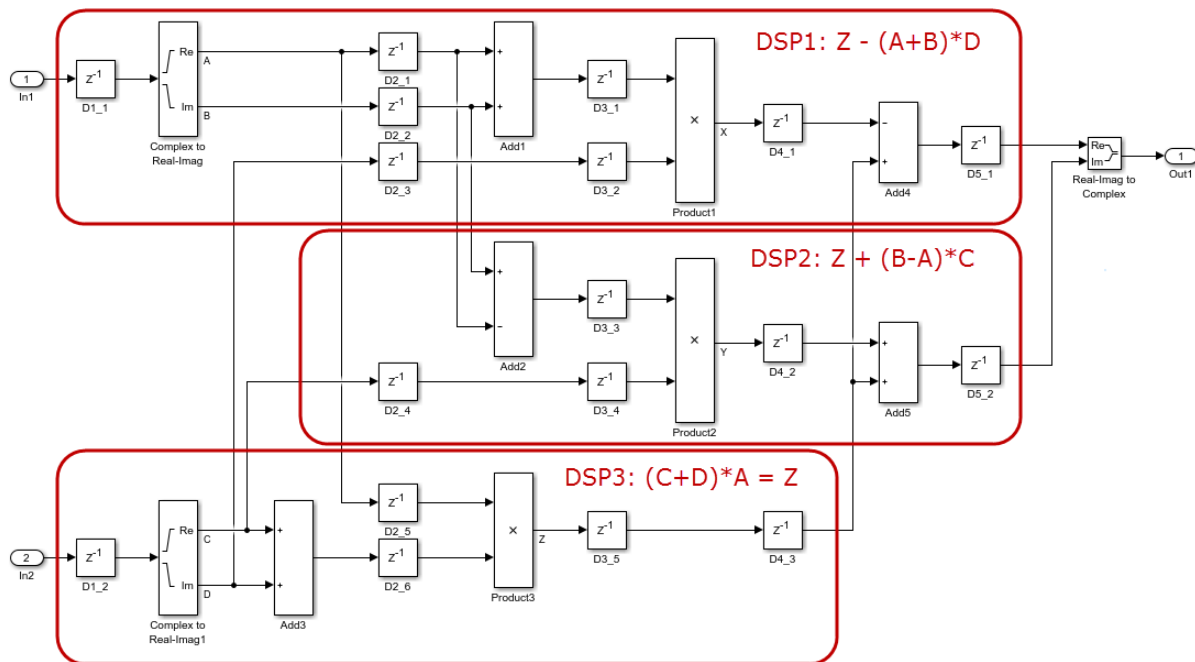 DSP1: Z - (A+B)*D
1
In1
z-1
D1_1
Re
A
Im
B
Complex to
Real-Imag
z-1
D2_1
z-1
D2_2
z-1
D2_3
+
+
Add1
z-1
D3_1
z-1
D3_2
×
X
Product1
z-1
D4_1
−
+
Add4
z-1
D5_1
Re
Im
Real-Imag to
Complex
1
Out1
DSP2: Z + (B-A)*C
+
−
Add2
z-1
D3_3
z-1
D2_4
z-1
D3_4
×
Y
Product2
z-1
D4_2
+
+
Add5
z-1
D5_2
DSP3: (C+D)*A = Z
2
In2
z-1
D1_2
Re
C
Im
D
Complex to
Real-Imag1
+
+
Add3
z-1
D2_5
z-1
D2_6
×
Z
Product3
z-1
D3_5
z-1
D4_3